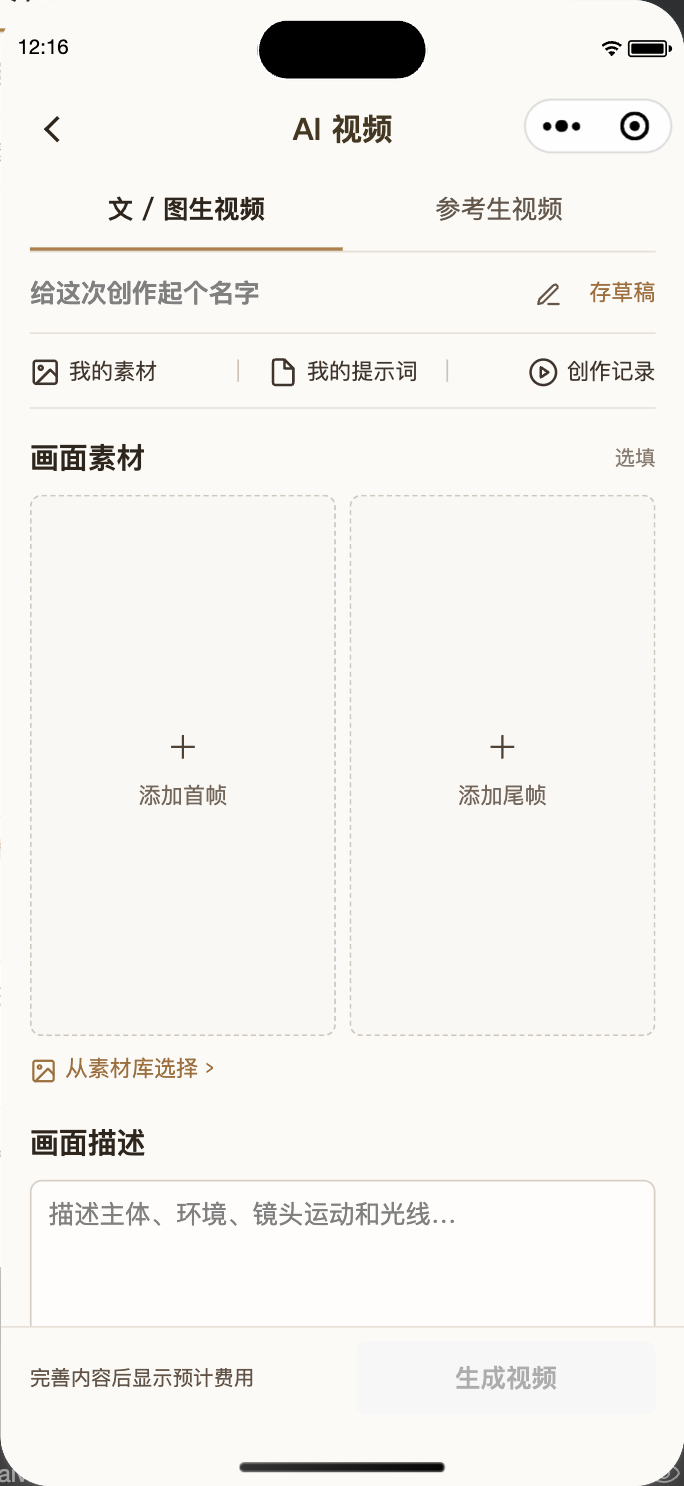 12:16
AI 视频
文 / 图生视频
参考生视频
给这次创作起个名字
存草稿
我的素材
我的提示词
创作记录
画面素材
选填
添加首帧
添加尾帧
从素材库选择 >
画面描述
描述主体、环境、镜头运动和光线...
完善内容后显示预计费用
生成视频